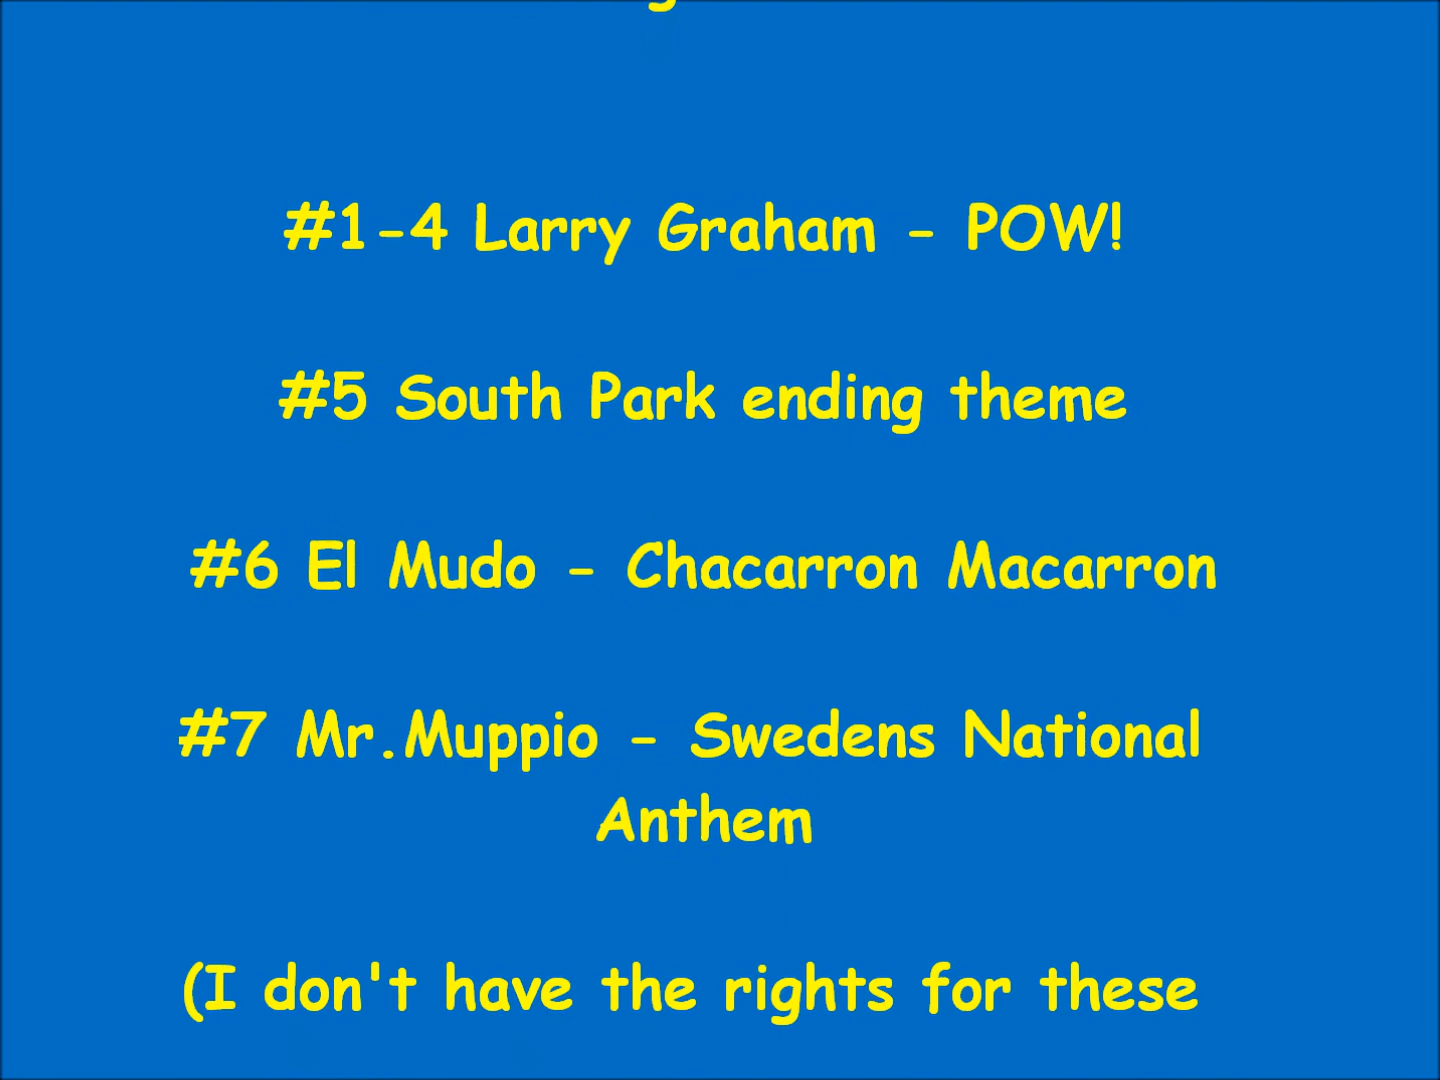 #1-4 Larry Graham - POW!
#5 South Park ending theme
#6 El Mudo - Chacarron Macarron
#7 Mr.Muppio - Swedens National
Anthem
(I don't have the rights for these